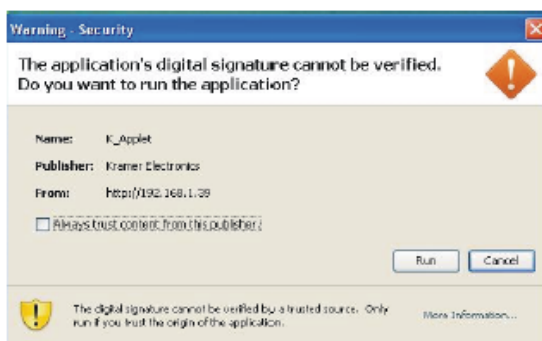 Warning - Security
The application's digital signature cannot be verified.
Do you want to run the application?
Name: K_Applet
Publisher: Kramer Electronics
From: http://192.168.1.39
Always trust content from this publisher.
Run Cancel
The digital signature cannot be verified by a trusted source. Only
run if you trust the origin of the application.
More Information...